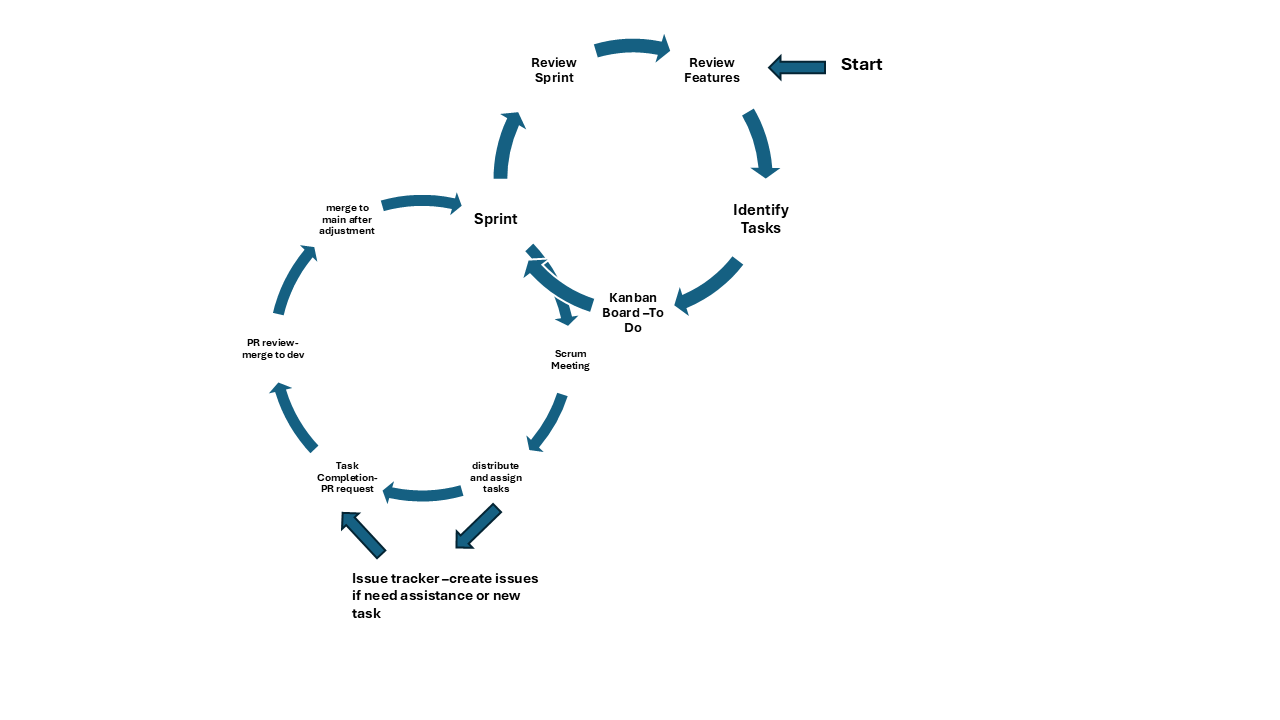 Review
Sprint
Review
Features
Start
Identify
Tasks
Kanban
Board –To
Do
Sprint
Scrum
Meeting
distribute
and assign
tasks
Issue tracker –create issues
if need assistance or new
task
Task
Completion-
PR request
PR review-
merge to dev
merge to
main after
adjustment